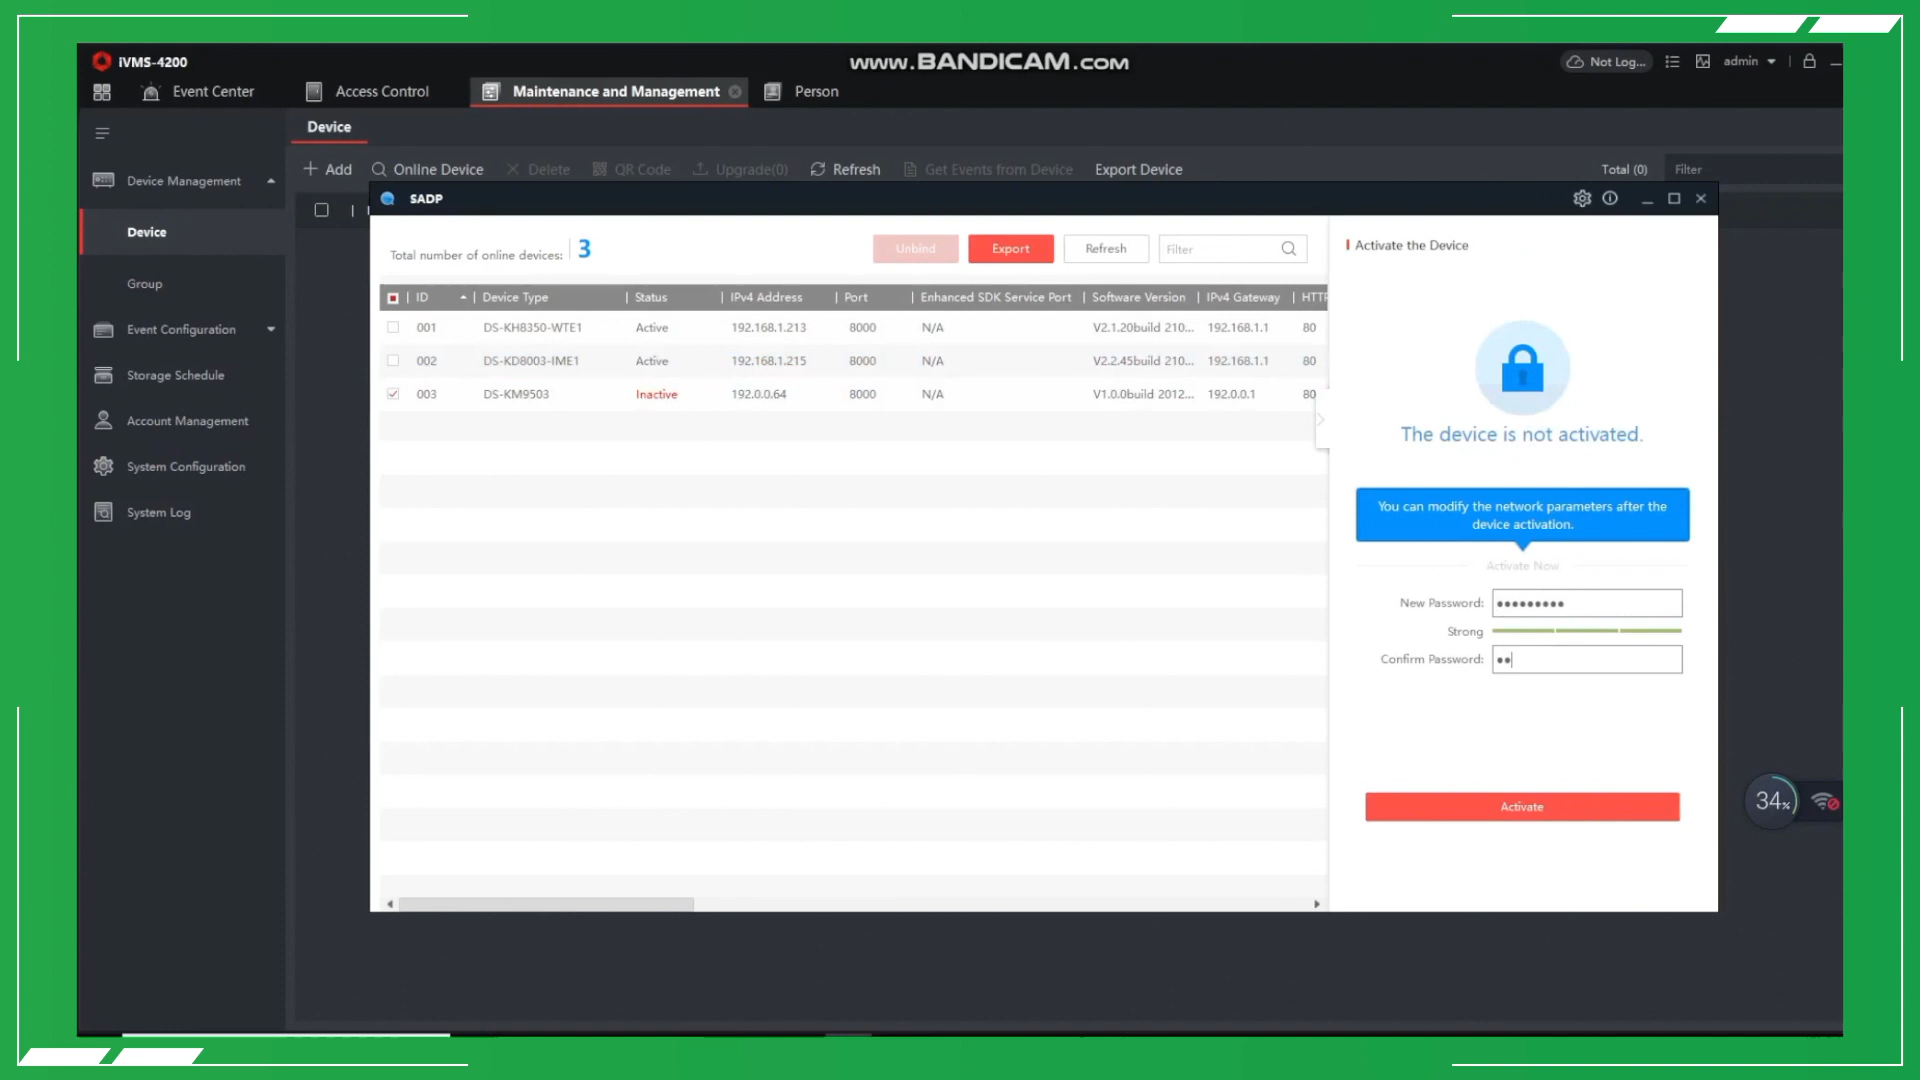 iVMS-4200
www.BANDICAM.com
Not Log...
admin
Event Center
Access Control
Maintenance and Management
Person
Device
Add
Online Device
Delete
QR Code
Upgrade(0)
Refresh
Get Events from Device
Export Device
Total (0)
Filter
Device Management
Device
Group
Event Configuration
Storage Schedule
Account Management
System Configuration
System Log
SADP
Total number of online devices: 3
Unbind
Export
Refresh
Filter
ID | Device Type | Status | IPv4 Address | Port | Enhanced SDK Service Port | Software Version | IPv4 Gateway | HTTP
001 DS-KH8350-WTE1 Active 192.168.1.213 8000 N/A V2.1.20build 210... 192.168.1.1 80
002 DS-KD8003-IME1 Active 192.168.1.215 8000 N/A V2.2.45build 210... 192.168.1.1 80
003 DS-KM9503 Inactive 192.0.0.64 8000 N/A V1.0.0build 2012... 192.0.0.1 80
Activate the Device
The device is not activated.
You can modify the network parameters after the
device activation.
Activate Now
New Password: •••••••••
Strong
Confirm Password: ••
Activate
34%